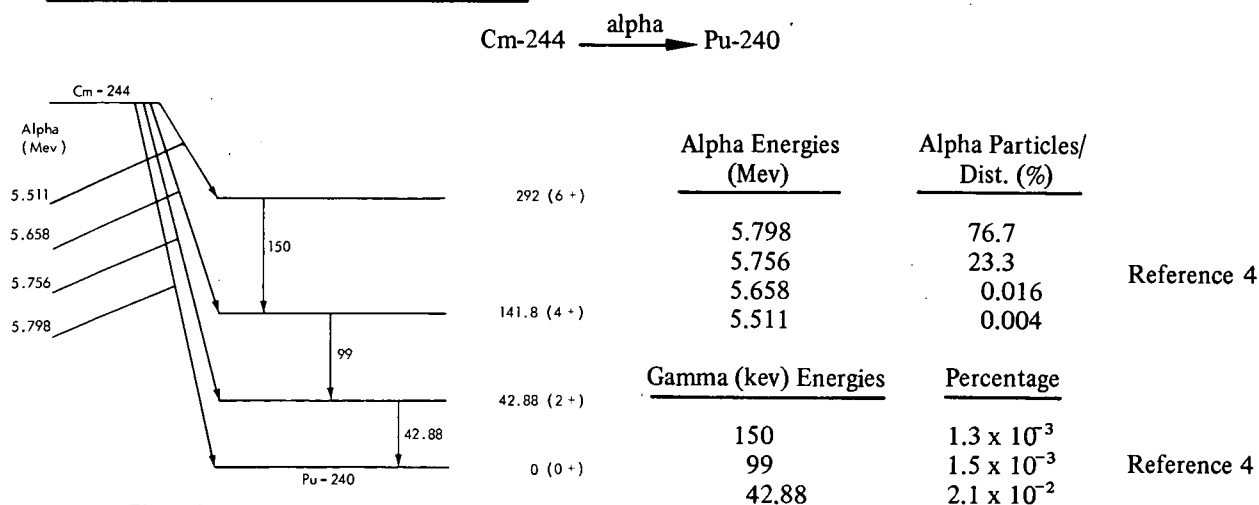 alpha
Cm-244 → Pu-240
Cm - 244
Alpha
(Mev)
5.511
5.658
5.756
5.798
150
99
42.88
292 (6 +)
141.8 (4 +)
42.88 (2 +)
0 (0 +)
Pu-240
Alpha Energies Alpha Particles/
(Mev) Dist. (%)
5.798 76.7
5.756 23.3
5.658 0.016
5.511 0.004
Reference 4
Gamma (kev) Energies Percentage
150 1.3 x 10⁻³
99 1.5 x 10⁻³
42.88 2.1 x 10⁻²
Reference 4